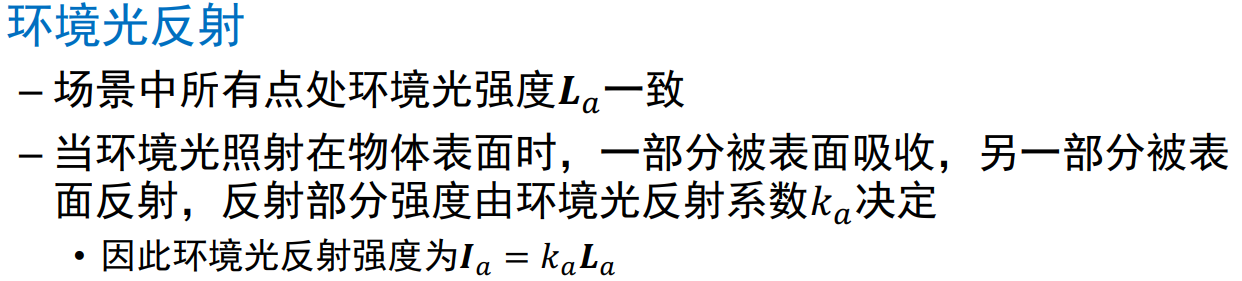 环境光反射
– 场景中所有点处环境光强度𝑳ₐ一致
– 当环境光照射在物体表面时，一部分被表面吸收，另一部分被表
面反射，反射部分强度由环境光反射系数𝑘ₐ决定
• 因此环境光反射强度为𝑰ₐ = 𝑘ₐ𝑳ₐ